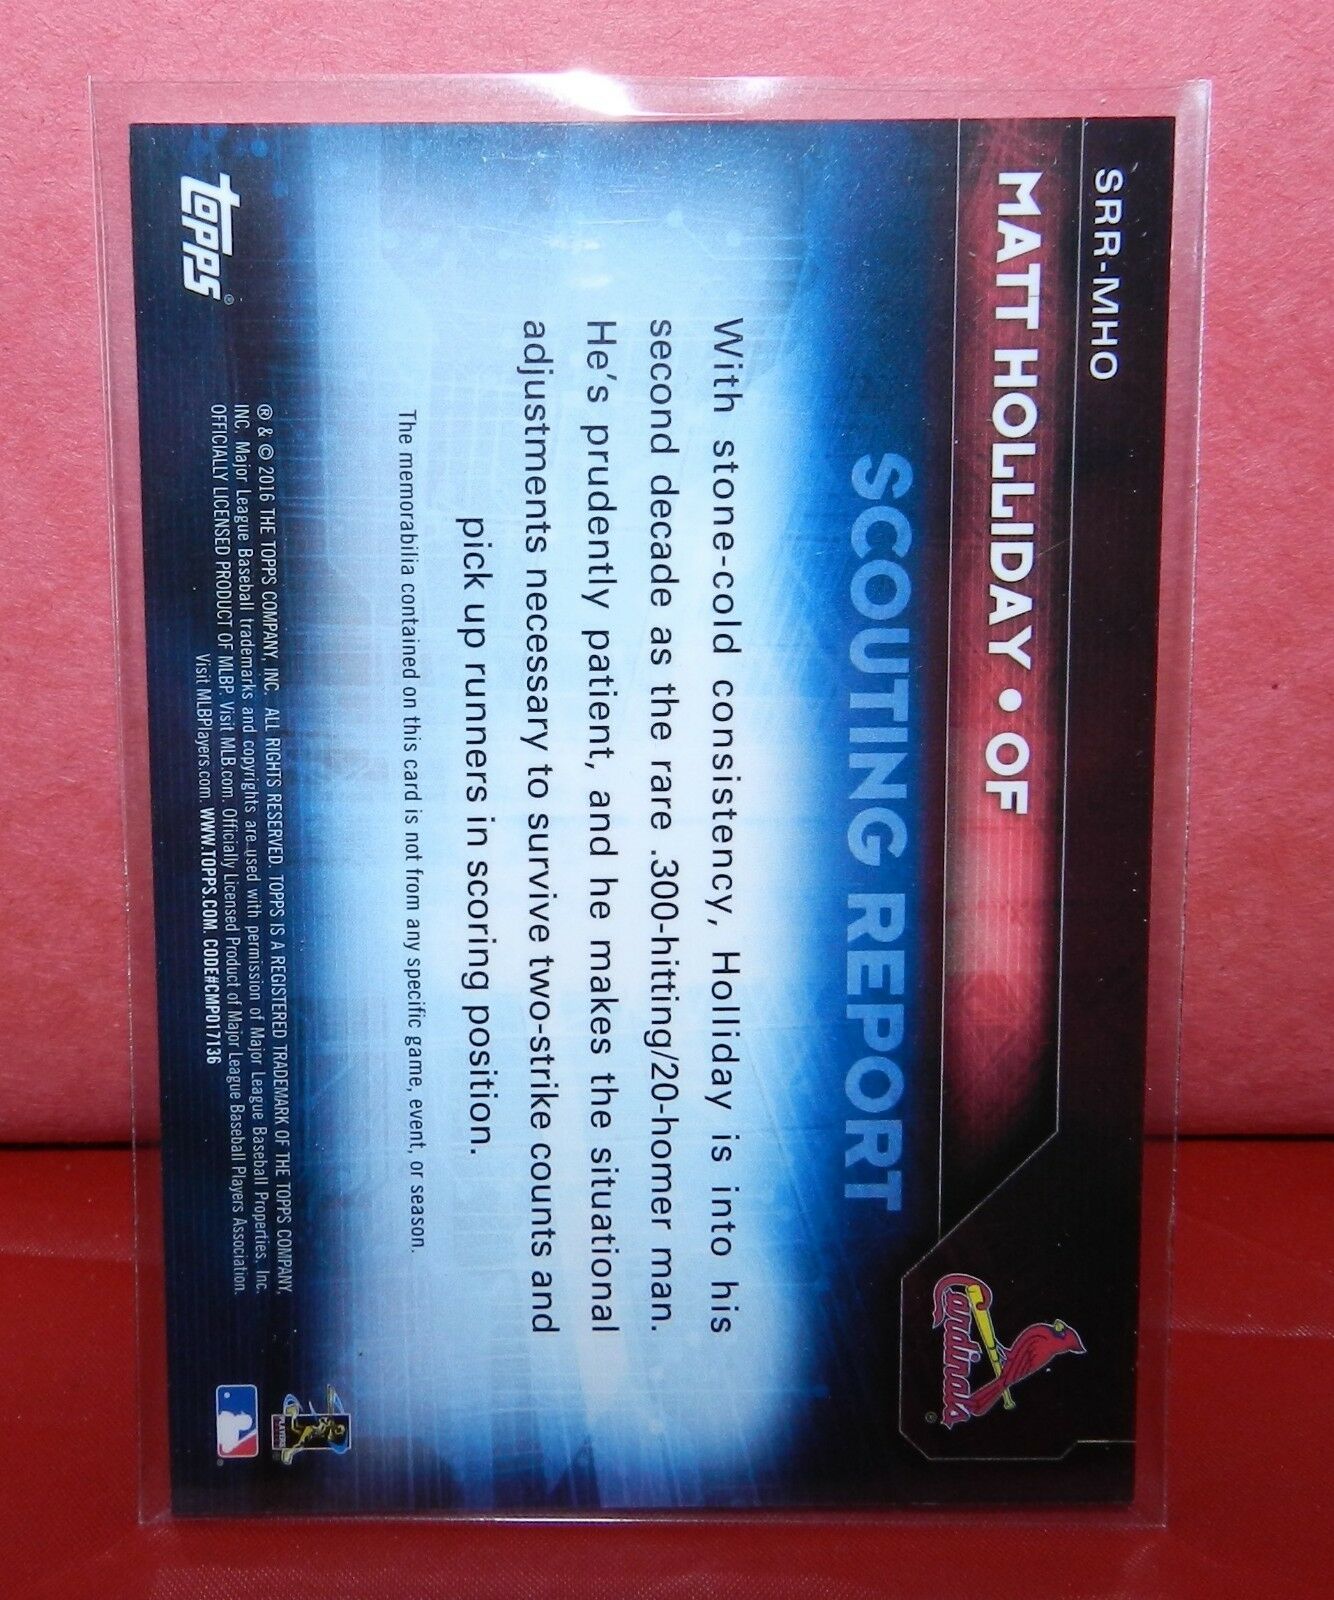 SRR-MHO
MATT HOLLIDAY • OF
Cardinals
SCOUTING REPORT
With stone-cold consistency, Holliday is into his
second decade as the rare .300-hitting/20-homer man.
He's prudently patient, and he makes the situational
adjustments necessary to survive two-strike counts and
pick up runners in scoring position.
The memorabilia contained on this card is not from any specific game, event, or season.
topps®
® & © 2016 THE TOPPS COMPANY, INC. ALL RIGHTS RESERVED. TOPPS IS A REGISTERED TRADEMARK OF THE TOPPS COMPANY,
INC. Major League Baseball trademarks and copyrights are used with permission of Major League Baseball Properties, Inc.
OFFICIALLY LICENSED PRODUCT OF MLBP. Visit MLB.com. Officially Licensed Product of Major League Baseball Players Association.
Visit MLBPlayers.com. WWW.TOPPS.COM. CODE#CMP017136
PLAYERS